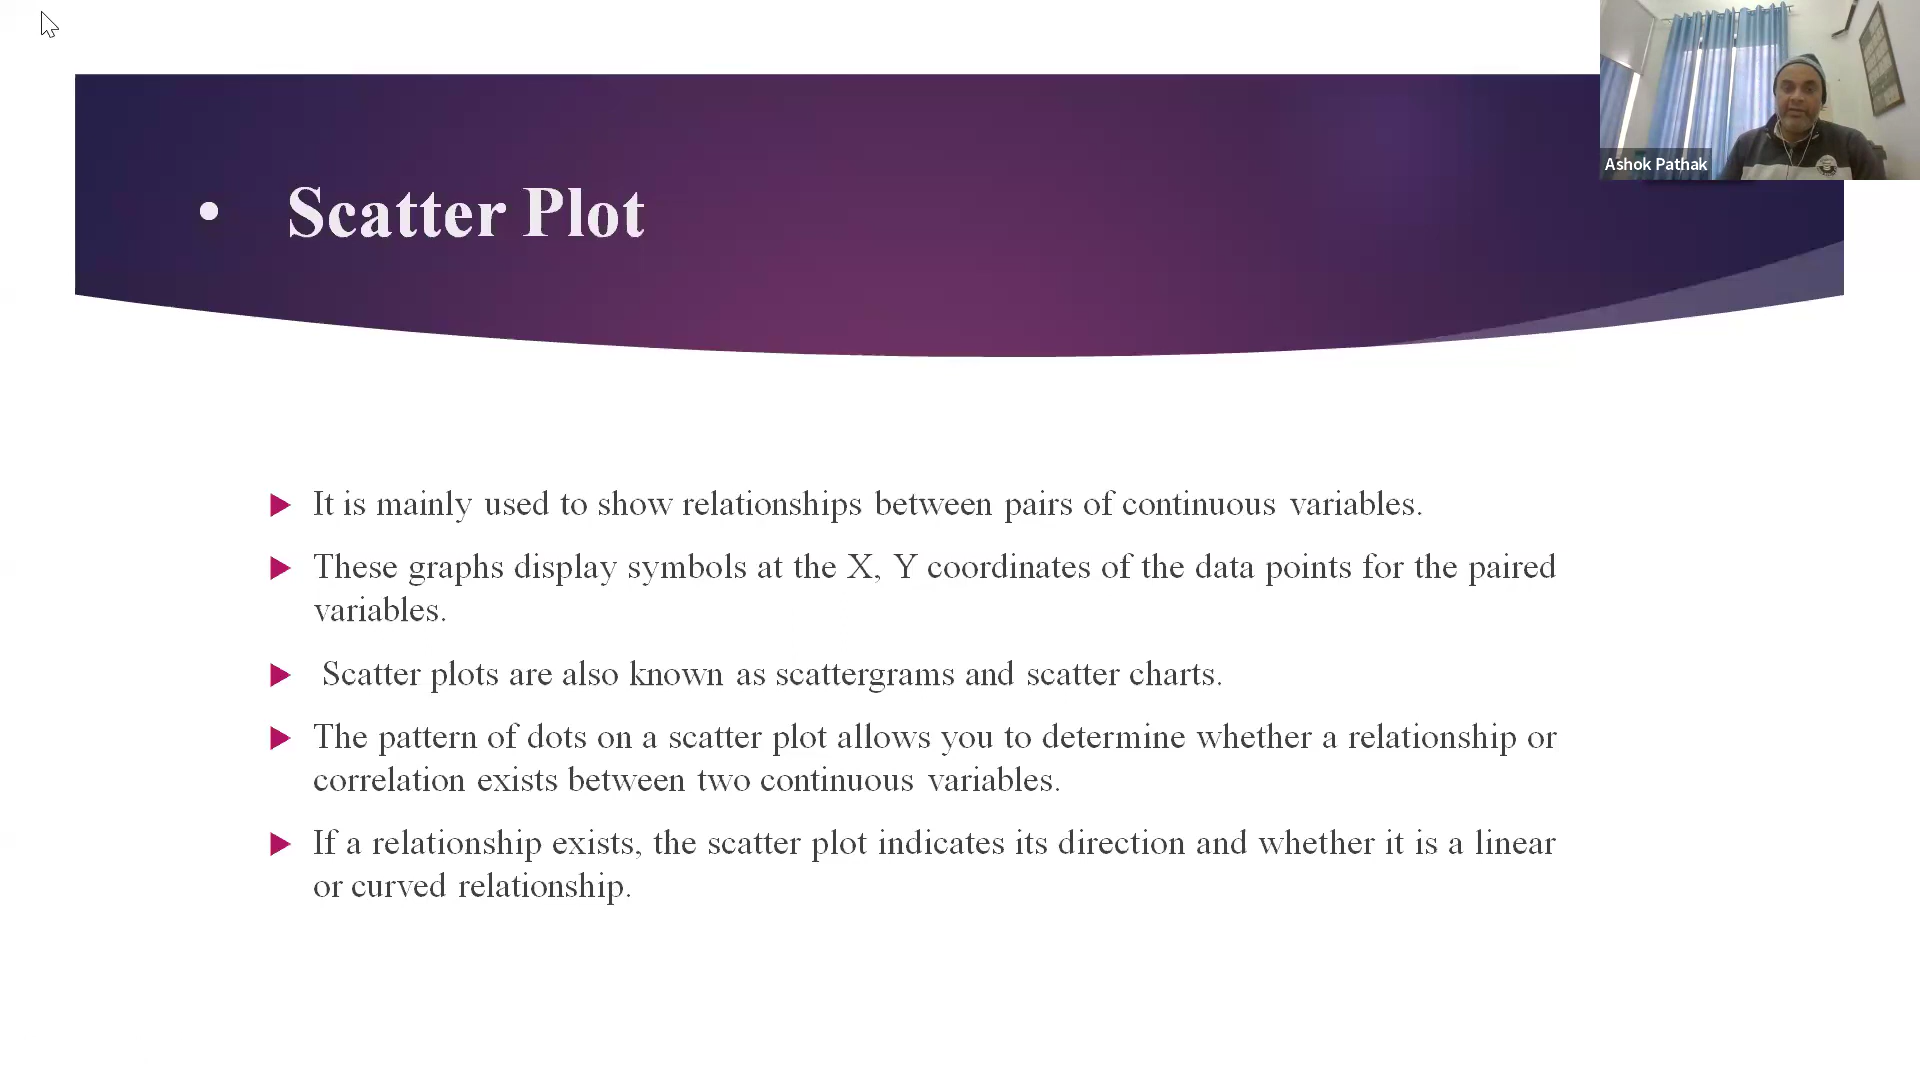 • Scatter Plot
Ashok Pathak
It is mainly used to show relationships between pairs of continuous variables.
These graphs display symbols at the X, Y coordinates of the data points for the paired
variables.
Scatter plots are also known as scattergrams and scatter charts.
The pattern of dots on a scatter plot allows you to determine whether a relationship or
correlation exists between two continuous variables.
If a relationship exists, the scatter plot indicates its direction and whether it is a linear
or curved relationship.